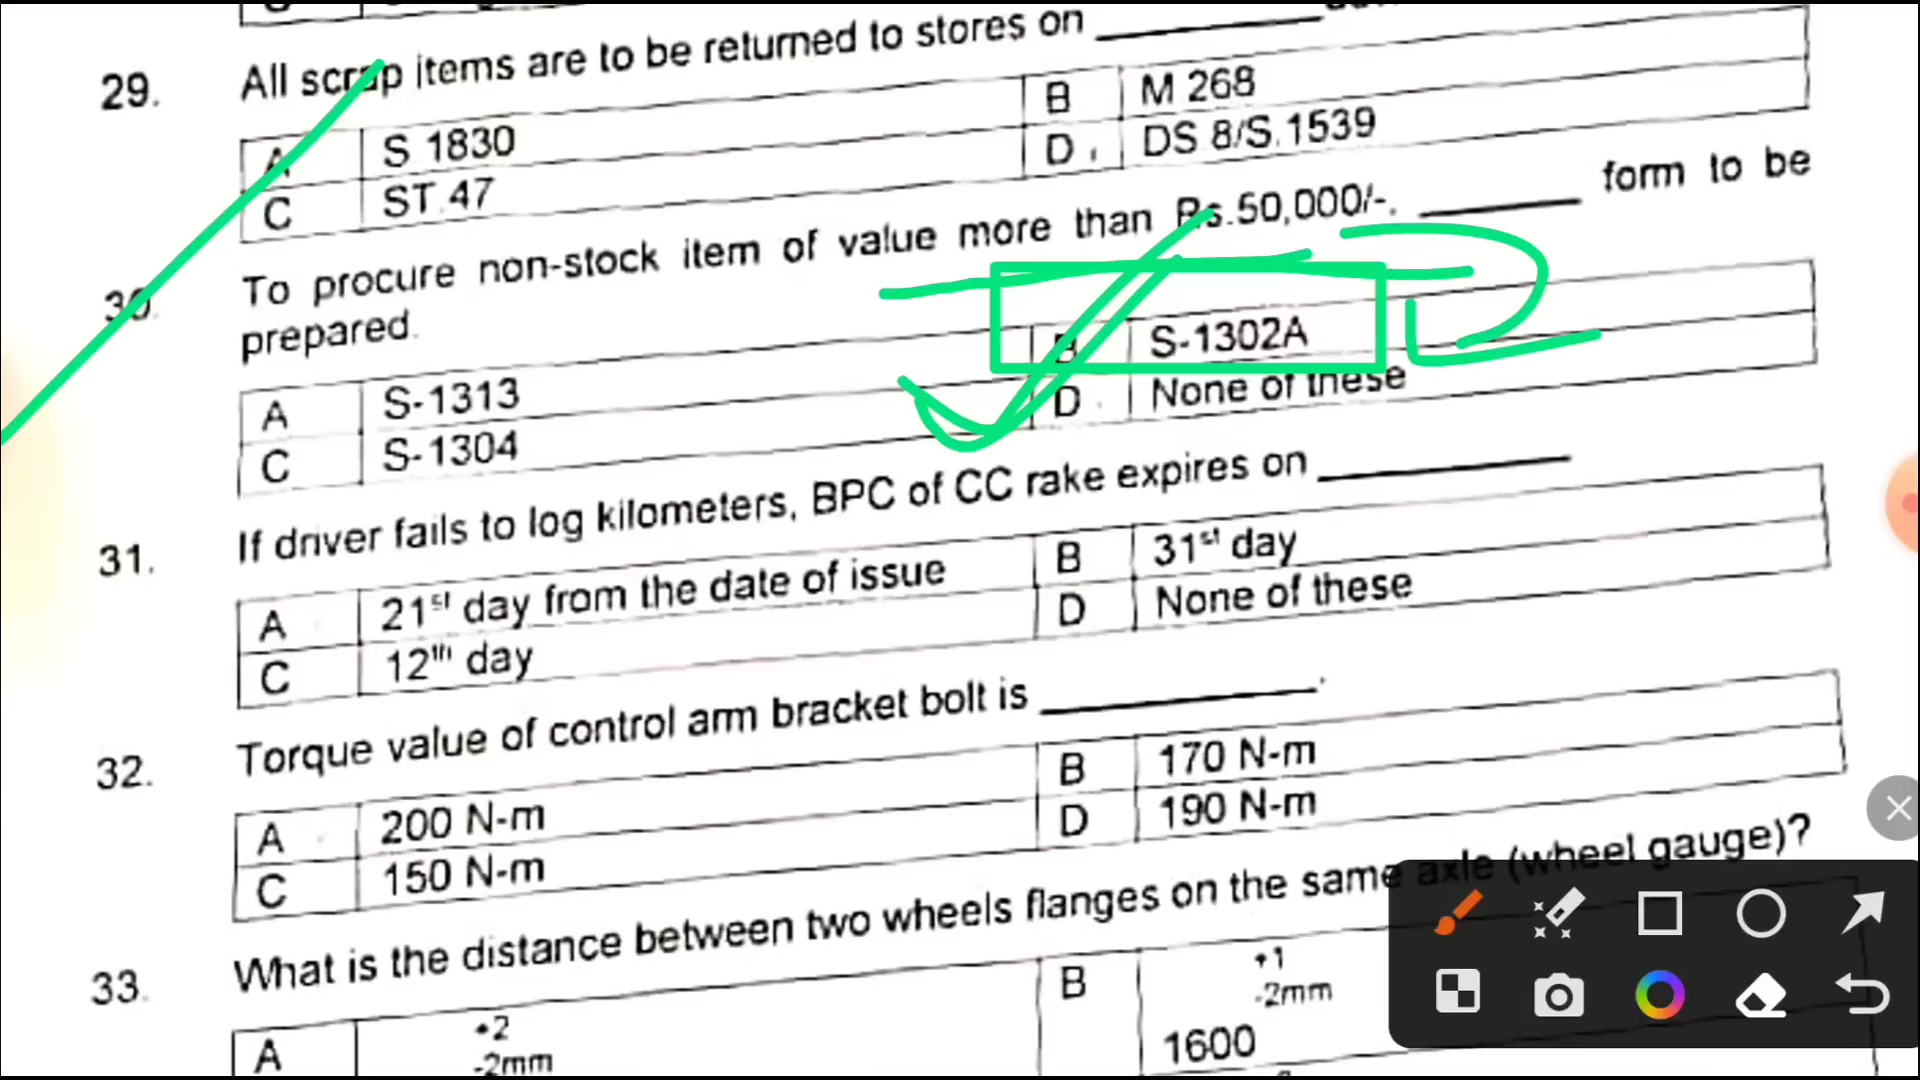 29. All scrap items are to be returned to stores on ________
A S 1830 B M 268
C ST 47 D DS 8/S.1539
30. To procure non-stock item of value more than Rs.50,000/-, ________ form to be
prepared.
A S-1313 B S-1302A
C S-1304 D None of these
31. If driver fails to log kilometers, BPC of CC rake expires on ________
A 21st day from the date of issue B 31st day
C 12th day D None of these
32. Torque value of control arm bracket bolt is ________.
A 200 N-m B 170 N-m
C 150 N-m D 190 N-m
33. What is the distance between two wheels flanges on the same axle (wheel gauge)?
A +2 B +1
-2mm -2mm
1600